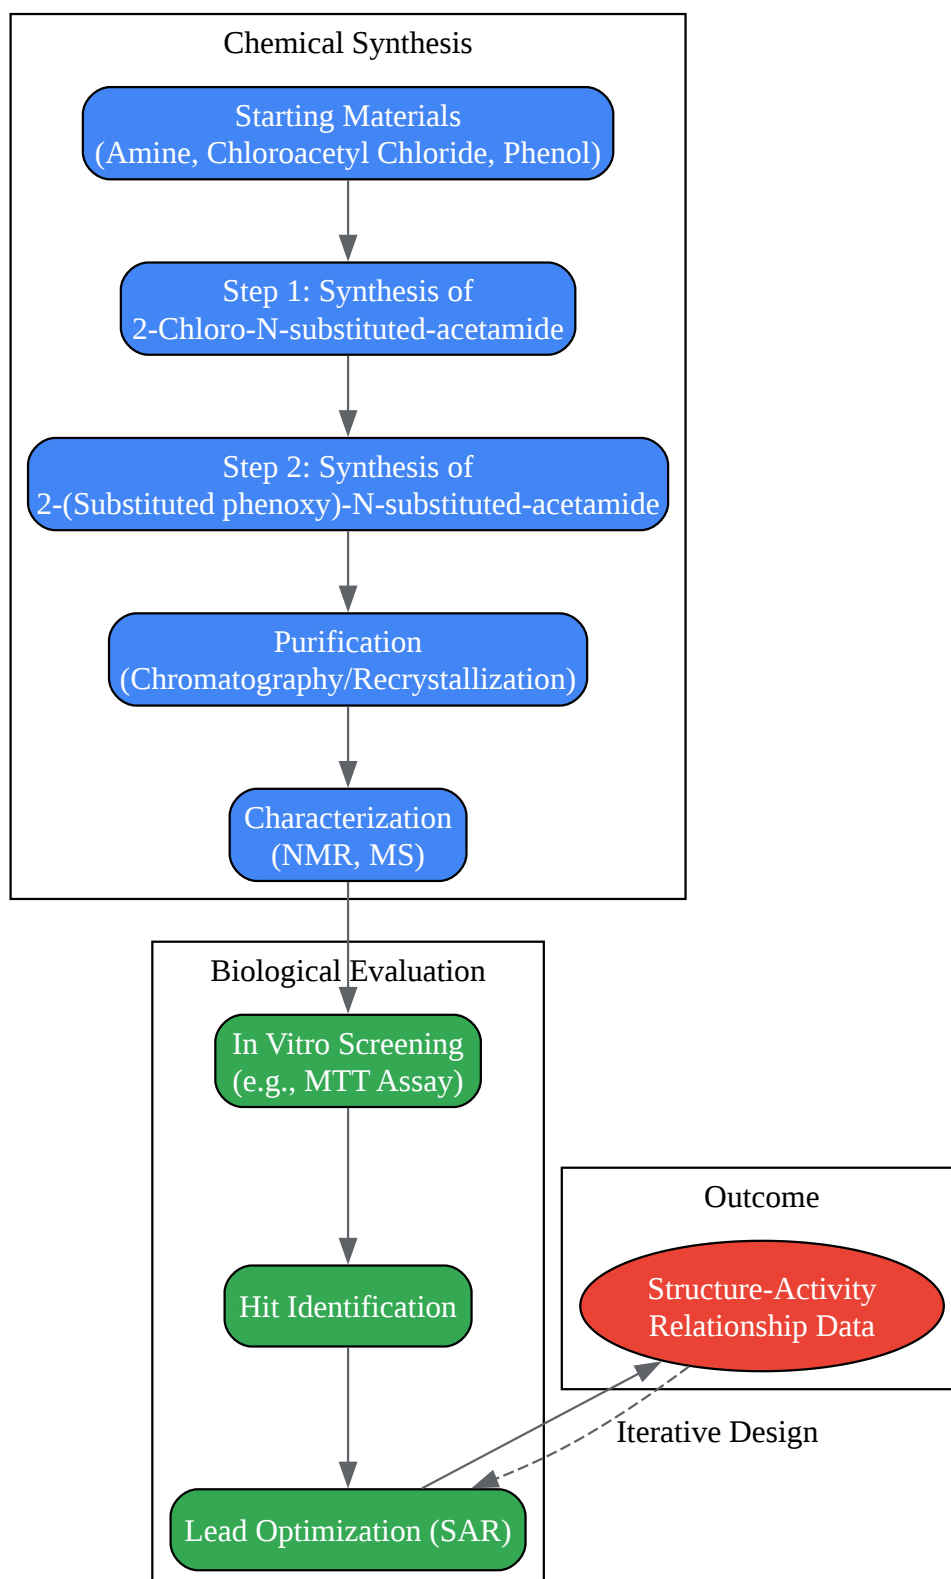 Chemical Synthesis
Starting Materials
(Amine, Chloroacetyl Chloride, Phenol)
Step 1: Synthesis of
2-Chloro-N-substituted-acetamide
Step 2: Synthesis of
2-(Substituted phenoxy)-N-substituted-acetamide
Purification
(Chromatography/Recrystallization)
Characterization
(NMR, MS)
Biological Evaluation
In Vitro Screening
(e.g., MTT Assay)
Hit Identification
Lead Optimization (SAR)
Outcome
Structure-Activity
Relationship Data
Iterative Design